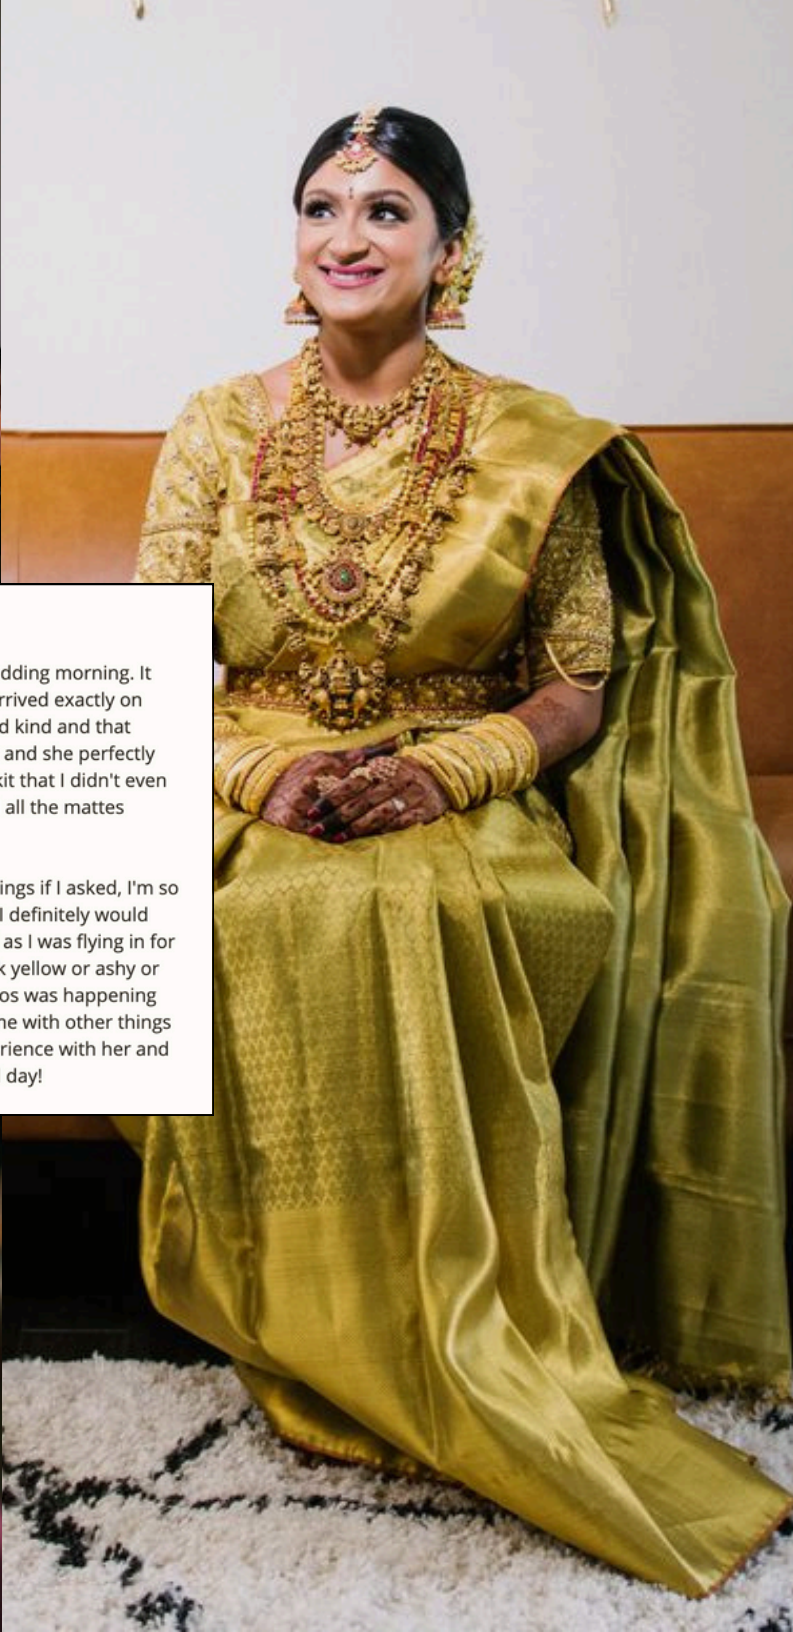 dding morning. It
rrived exactly on
d kind and that
and she perfectly
kit that I didn't even
all the mattes
ings if I asked, I'm so
I definitely would
as I was flying in for
k yellow or ashy or
os was happening
ne with other things
rience with her and
day!